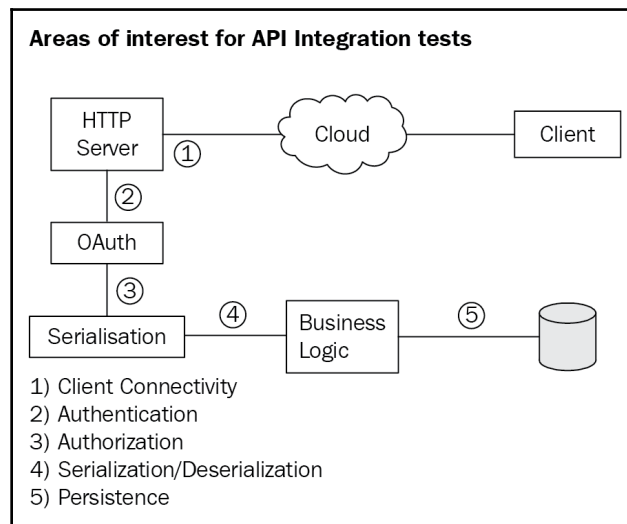 Areas of interest for API Integration tests
HTTP
Server
Cloud
Client
①
②
OAuth
③
Serialisation
④
Business
Logic
⑤
1) Client Connectivity
2) Authentication
3) Authorization
4) Serialization/Deserialization
5) Persistence